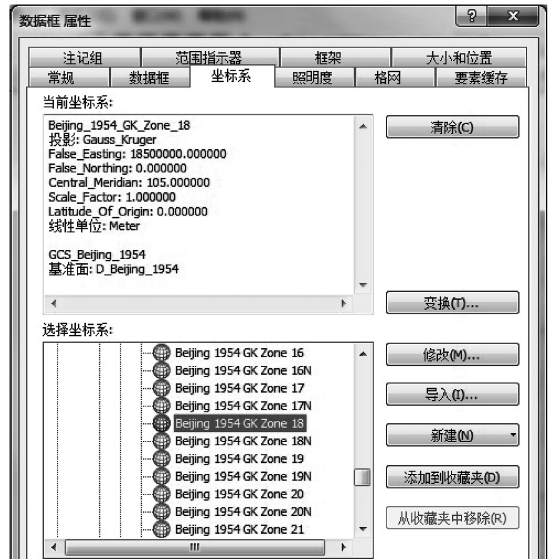 数据框 属性
注记组 范围指示器 框架 大小和位置
常规 数据框 坐标系 照明度 格网 要素缓存
当前坐标系:
Beijing_1954_GK_Zone_18
投影: Gauss_Kruger
False_Easting: 18500000.000000
False_Northing: 0.000000
Central_Meridian: 105.000000
Scale_Factor: 1.000000
Latitude_Of_Origin: 0.000000
线性单位: Meter
GCS_Beijing_1954
基准面: D_Beijing_1954
清除(C)
变换(T)...
选择坐标系:
Beijing 1954 GK Zone 16
Beijing 1954 GK Zone 16N
Beijing 1954 GK Zone 17
Beijing 1954 GK Zone 17N
Beijing 1954 GK Zone 18
Beijing 1954 GK Zone 18N
Beijing 1954 GK Zone 19
Beijing 1954 GK Zone 19N
Beijing 1954 GK Zone 20
Beijing 1954 GK Zone 20N
Beijing 1954 GK Zone 21
修改(M)...
导入(I)...
新建(N)
添加到收藏夹(D)
从收藏夹中移除(R)